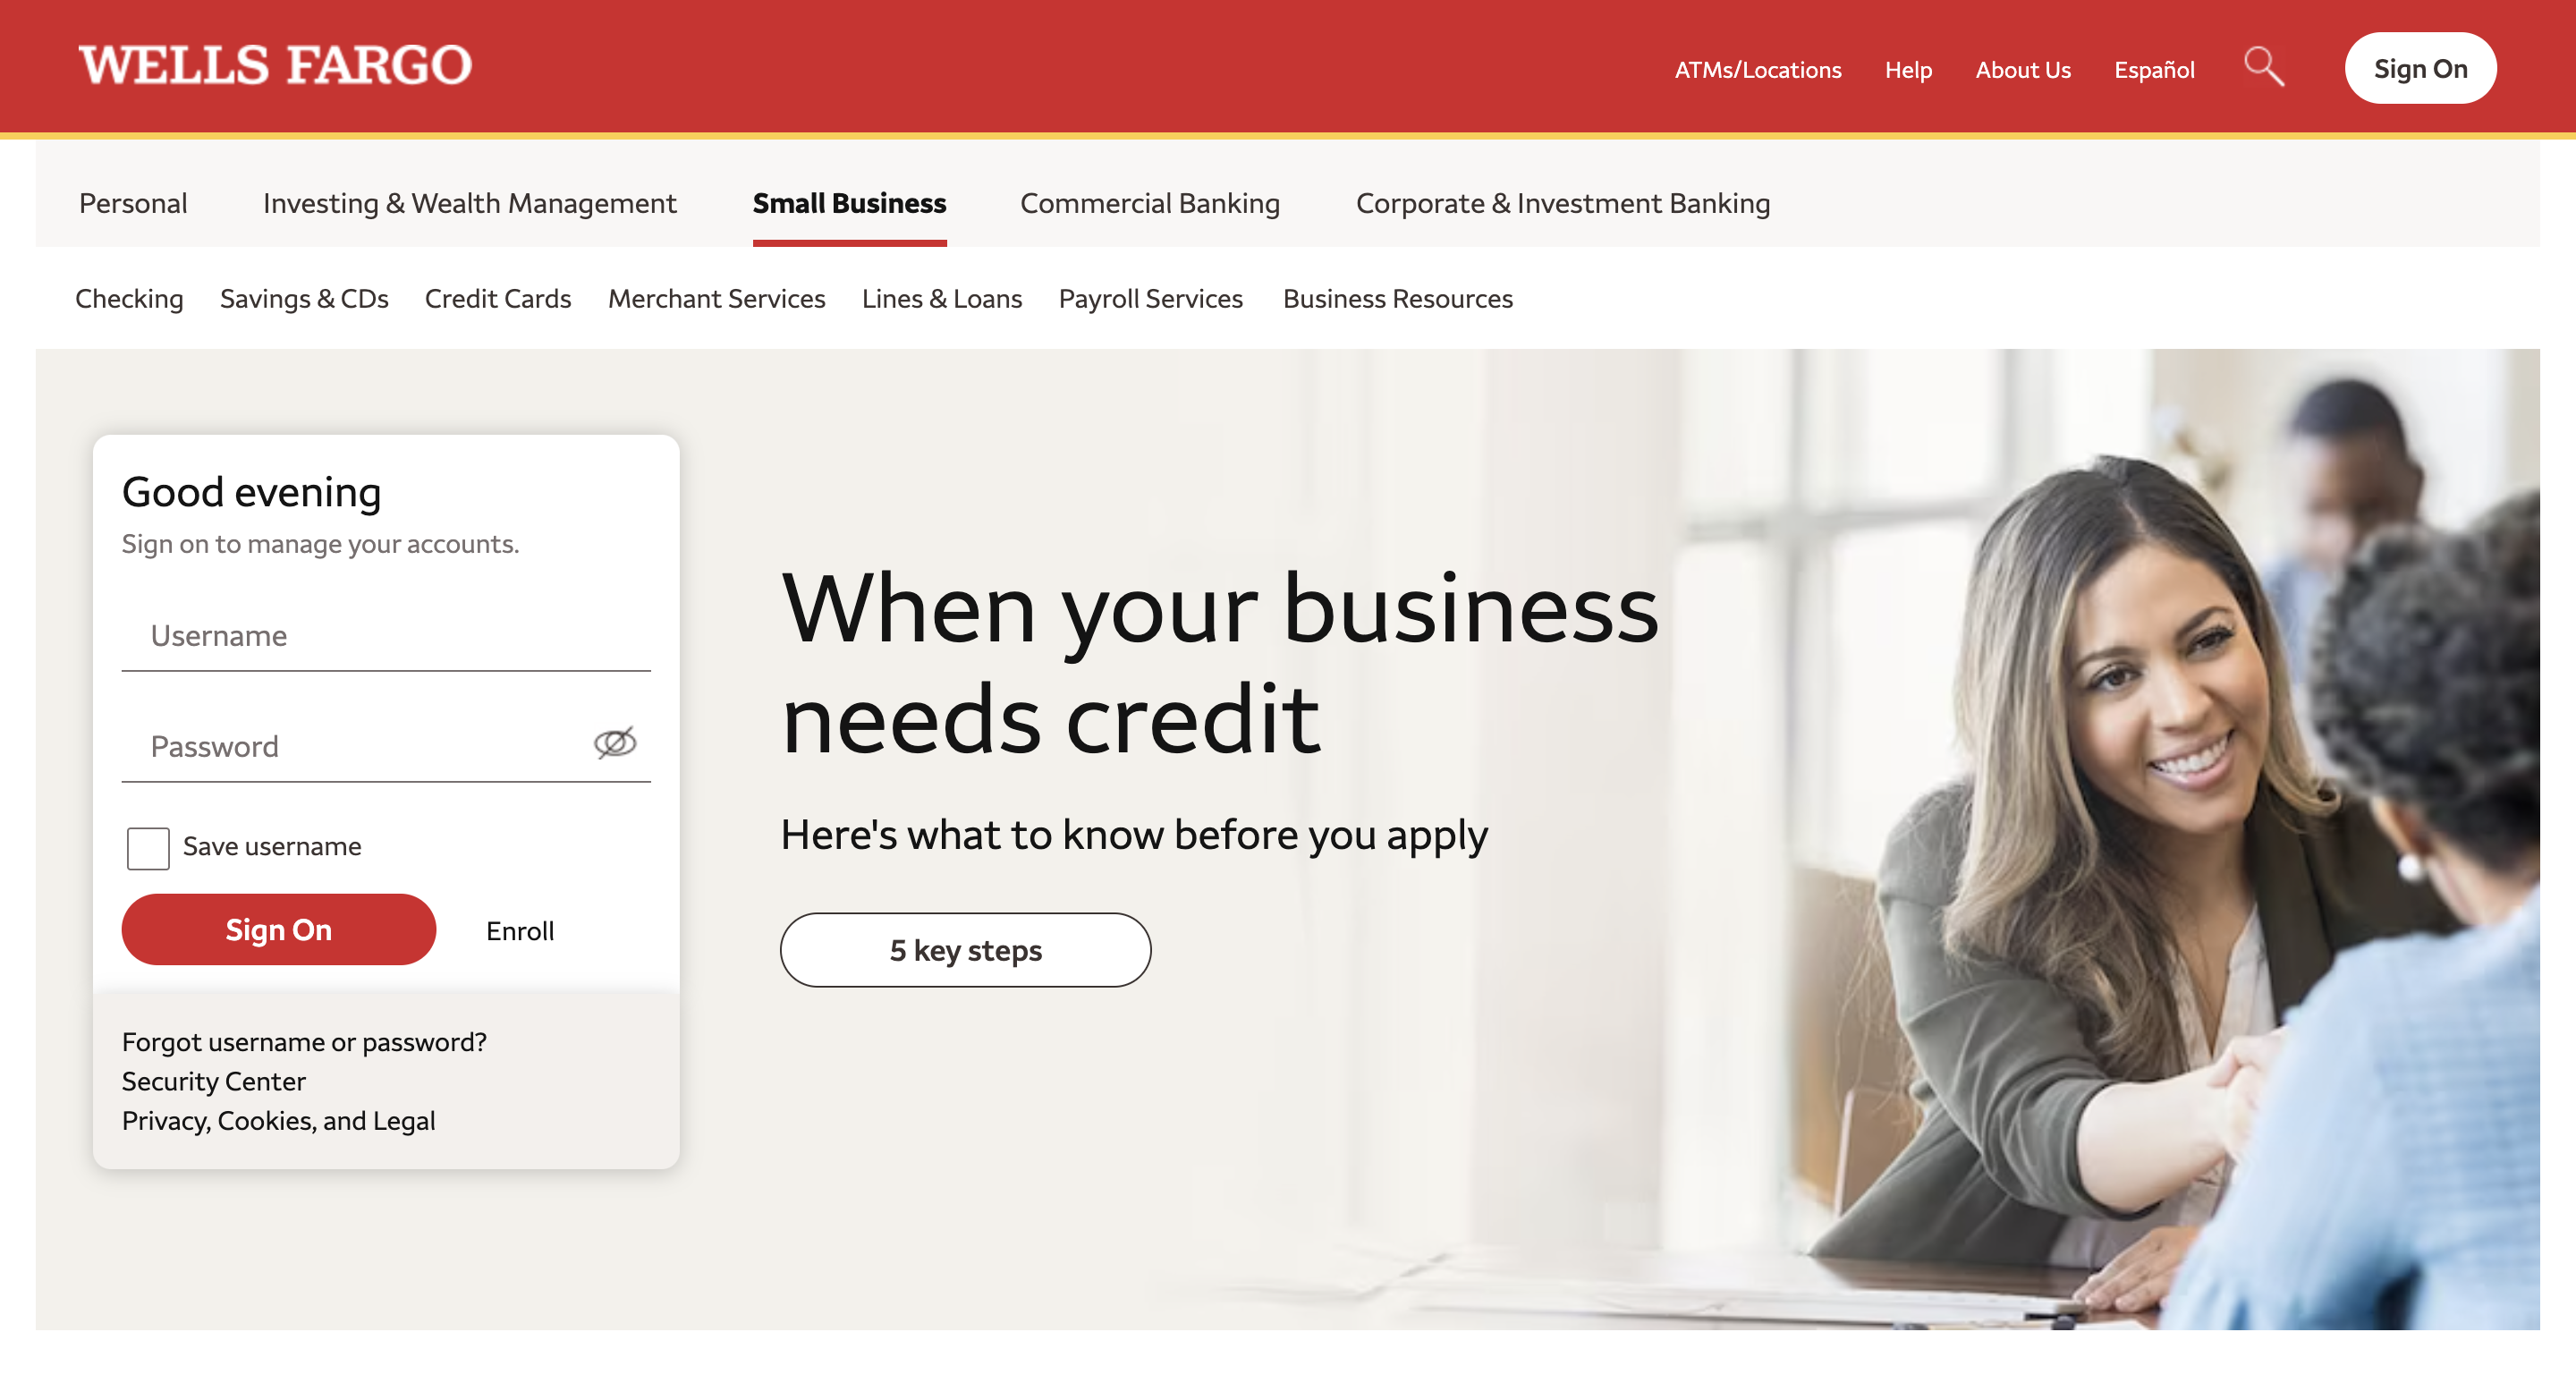 WELLS FARGO
ATMs/Locations Help About Us Español Sign On
Personal Investing & Wealth Management Small Business Commercial Banking Corporate & Investment Banking
Checking Savings & CDs Credit Cards Merchant Services Lines & Loans Payroll Services Business Resources
Good evening
Sign on to manage your accounts.
Username
Password
Save username
Sign On Enroll
Forgot username or password?
Security Center
Privacy, Cookies, and Legal
When your business
needs credit
Here's what to know before you apply
5 key steps